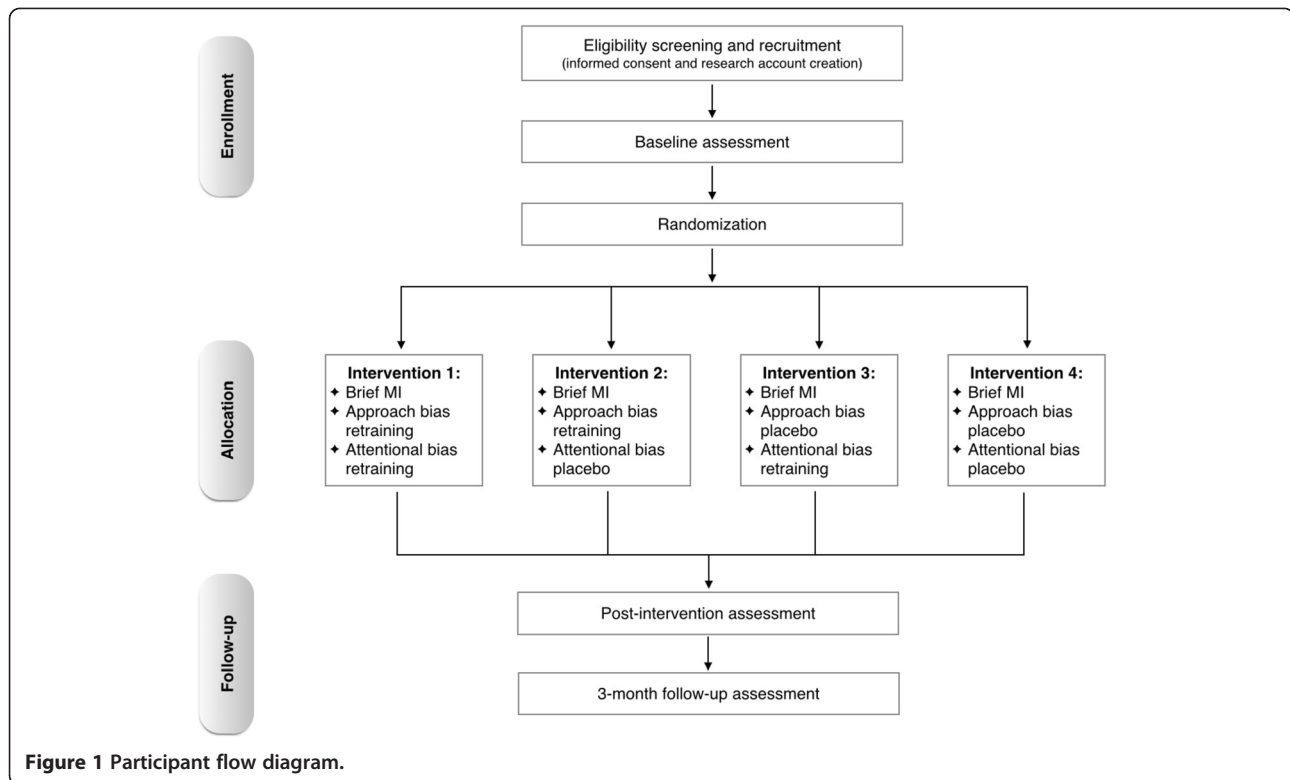 Enrollment
Eligibility screening and recruitment
(informed consent and research account creation)
Baseline assessment
Randomization
Allocation
Intervention 1:
✦ Brief MI
✦ Approach bias
retraining
✦ Attentional bias
retraining
Intervention 2:
✦ Brief MI
✦ Approach bias
retraining
✦ Attentional bias
placebo
Intervention 3:
✦ Brief MI
✦ Approach bias
placebo
✦ Attentional bias
retraining
Intervention 4:
✦ Brief MI
✦ Approach bias
placebo
✦ Attentional bias
placebo
Follow-up
Post-intervention assessment
3-month follow-up assessment
Figure 1 Participant flow diagram.